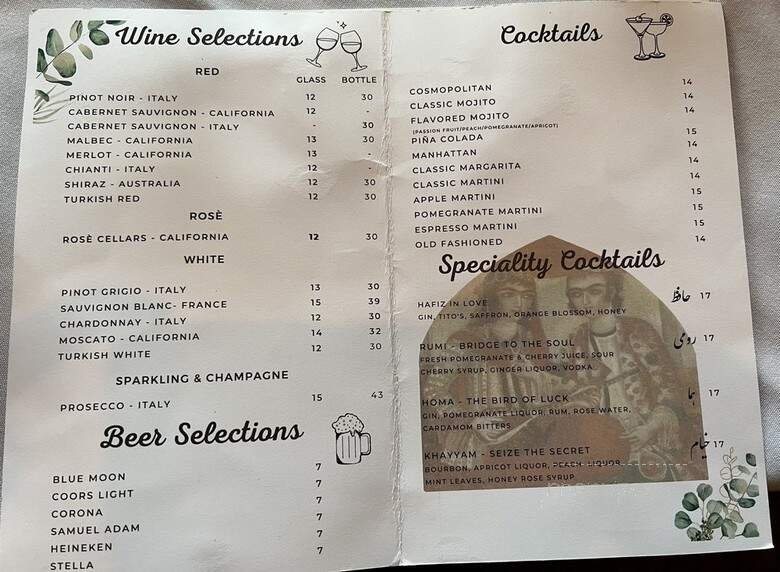 Wine Selections
RED
GLASS BOTTLE
PINOT NOIR - ITALY 12 30
CABERNET SAUVIGNON - CALIFORNIA 12 -
CABERNET SAUVIGNON - ITALY - 30
MALBEC - CALIFORNIA 13 30
MERLOT - CALIFORNIA 13 -
CHIANTI - ITALY 12 -
SHIRAZ - AUSTRALIA 12 30
TURKISH RED 12 30
ROSÈ
ROSÈ CELLARS - CALIFORNIA 12 30
WHITE
PINOT GRIGIO - ITALY 13 30
SAUVIGNON BLANC- FRANCE 15 39
CHARDONNAY - ITALY 12 30
MOSCATO - CALIFORNIA 14 32
TURKISH WHITE 12 30
SPARKLING & CHAMPAGNE
PROSECCO - ITALY 15 43
Beer Selections
BLUE MOON 7
COORS LIGHT 7
CORONA 7
SAMUEL ADAM 7
HEINEKEN 7
STELLA 7
Cocktails
COSMOPOLITAN 14
CLASSIC MOJITO 14
FLAVORED MOJITO 14
(PASSION FRUIT/PEACH/POMEGRANATE/APRICOT)
PIÑA COLADA 15
MANHATTAN 14
CLASSIC MARGARITA 14
CLASSIC MARTINI 14
APPLE MARTINI 15
POMEGRANATE MARTINI 15
ESPRESSO MARTINI 15
OLD FASHIONED 14
Speciality Cocktails
HAFIZ IN LOVE حافظ 17
GIN, TITO'S, SAFFRON, ORANGE BLOSSOM, HONEY
RUMI - BRIDGE TO THE SOUL رومی 17
FRESH POMEGRANATE & CHERRY JUICE, SOUR
CHERRY SYRUP, GINGER LIQUOR, VODKA
HOMA - THE BIRD OF LUCK هما 17
GIN, POMEGRANATE LIQUOR, RUM, ROSE WATER,
CARDAMOM BITTERS
KHAYYAM - SEIZE THE SECRET خیام 17
BOURBON, APRICOT LIQUOR, PEACH LIQUOR
MINT LEAVES, HONEY ROSE SYRUP